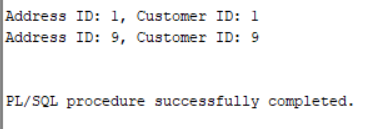 Address ID: 1, Customer ID: 1
Address ID: 9, Customer ID: 9
PL/SQL procedure successfully completed.